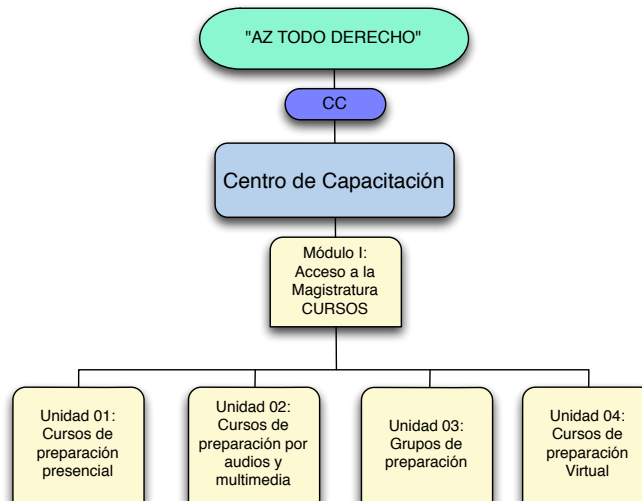 "AZ TODO DERECHO"
CC
Centro de Capacitación
Módulo I:
Acceso a la
Magistratura
CURSOS
Unidad 01:
Cursos de
preparación
presencial
Unidad 02:
Cursos de
preparación por
audios y
multimedia
Unidad 03:
Grupos de
preparación
Unidad 04:
Cursos de
preparación
Virtual